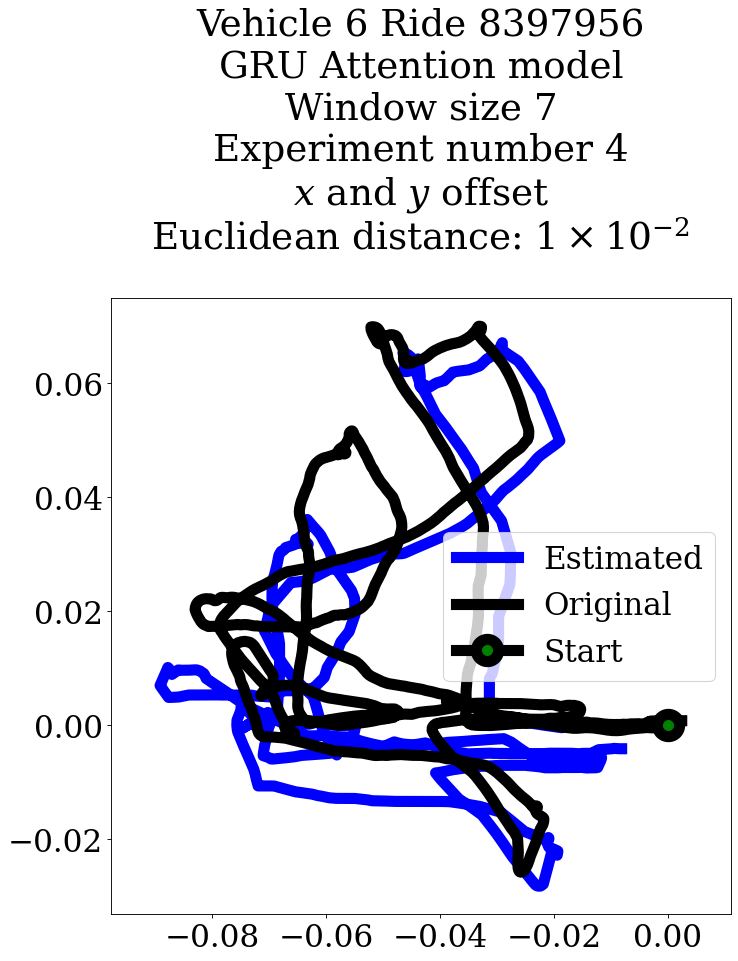 Vehicle 6 Ride 8397956
GRU Attention model
Window size 7
Experiment number 4
x and y offset
Euclidean distance: 1 × 10⁻²
0.06
0.04
0.02
0.00
−0.02
Estimated
Original
Start
−0.08 −0.06 −0.04 −0.02 0.00